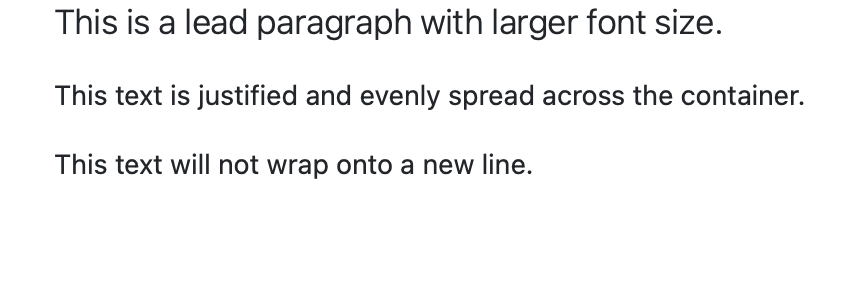 This is a lead paragraph with larger font size.
This text is justified and evenly spread across the container.
This text will not wrap onto a new line.